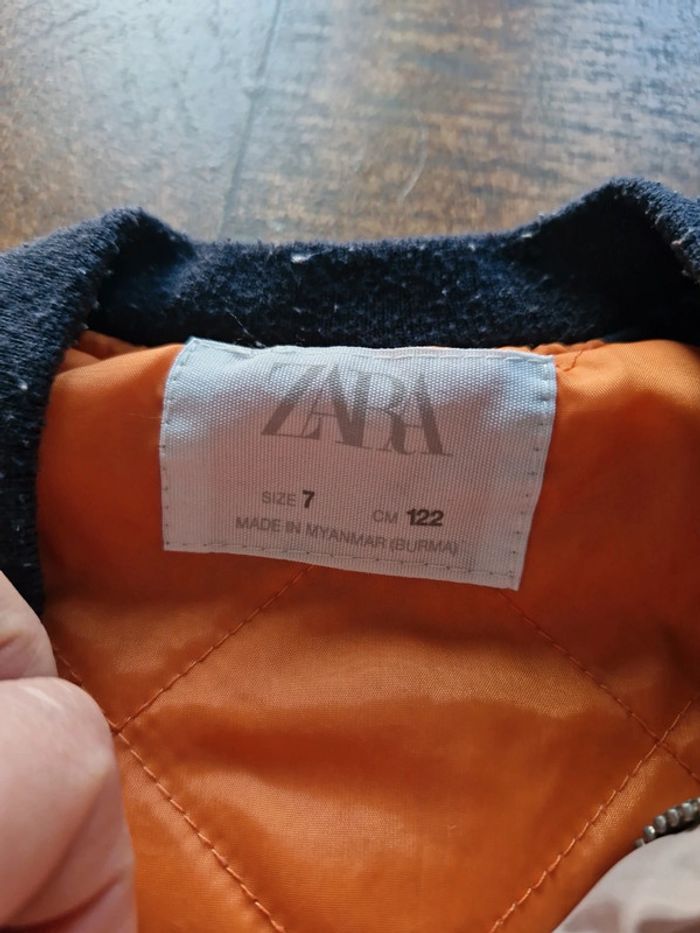 ZARA
SIZE 7 CM 122
MADE IN MYANMAR (BURMA)